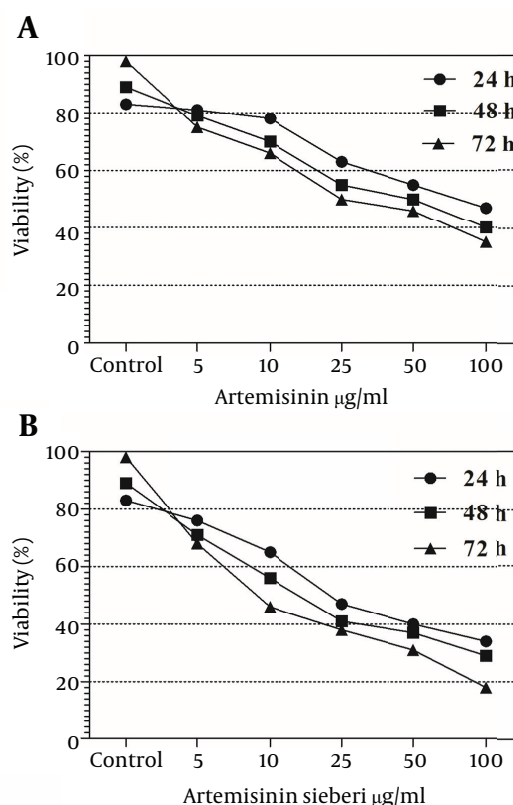 A
100
80
60
40
20
0
Viability (%)
24 h
48 h
72 h
Control 5 10 25 50 100
Artemisinin μg/ml
B
100
80
60
40
20
0
Viability (%)
24 h
48 h
72 h
Control 5 10 25 50 100
Artemisinin sieberi μg/ml